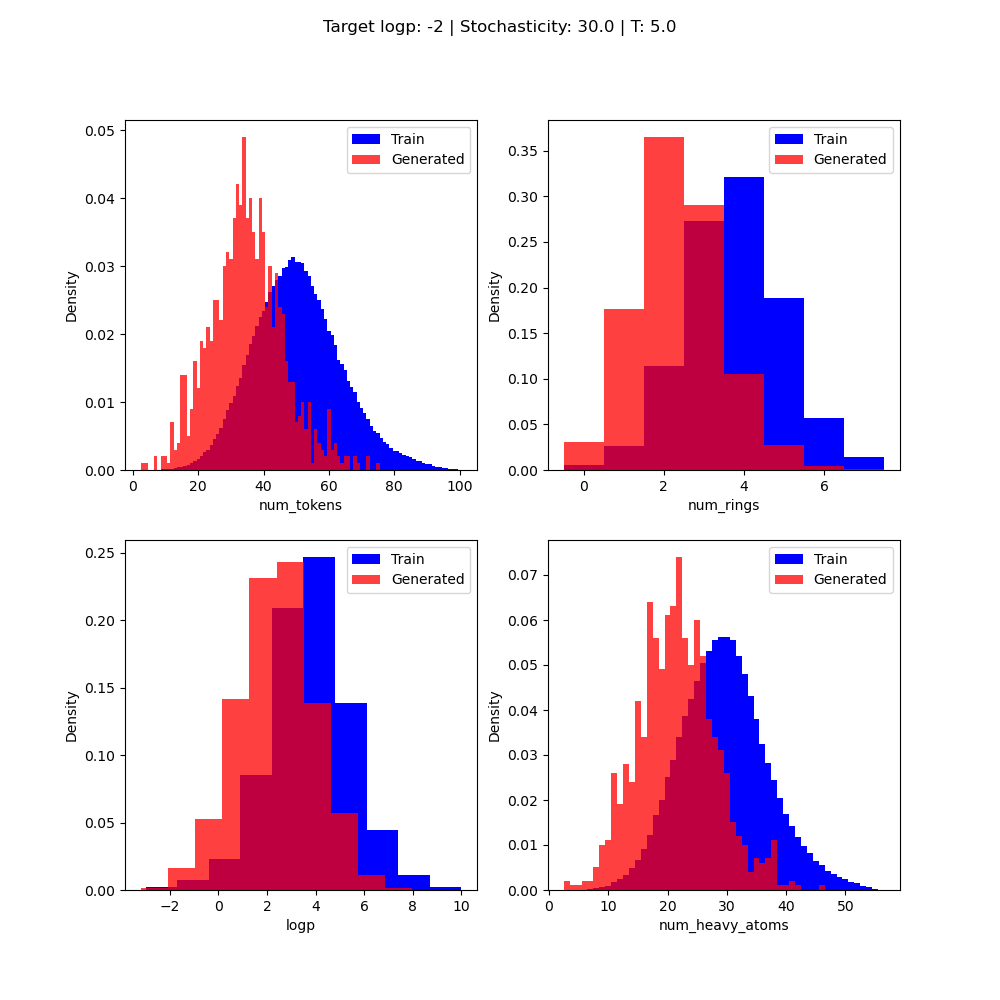 Target logp: -2 | Stochasticity: 30.0 | T: 5.0
Density
0.05
0.04
0.03
0.02
0.01
0.00
Train
Generated
0 20 40 60 80 100
num_tokens
Density
0.35
0.30
0.25
0.20
0.15
0.10
0.05
0.00
Train
Generated
0 2 4 6
num_rings
Density
0.25
0.20
0.15
0.10
0.05
0.00
Train
Generated
−2 0 2 4 6 8 10
logp
Density
0.07
0.06
0.05
0.04
0.03
0.02
0.01
0.00
Train
Generated
0 10 20 30 40 50
num_heavy_atoms